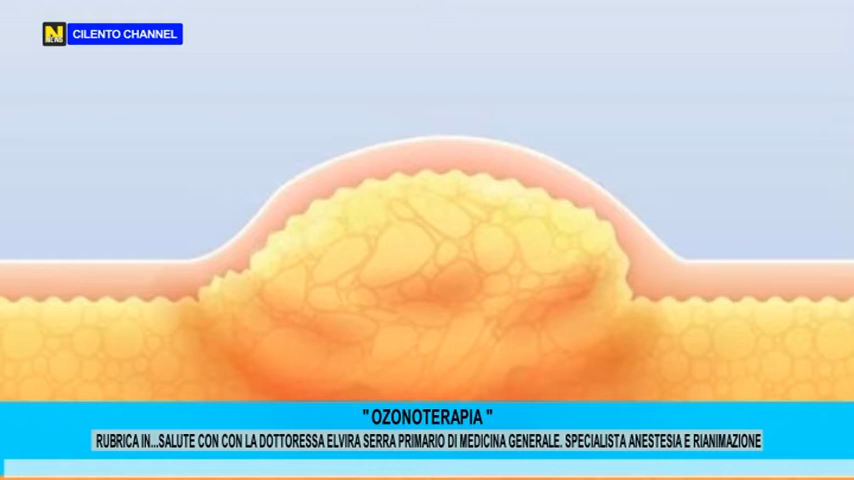 N
CILENTO CHANNEL
"OZONOTERAPIA"
RUBRICA IN...SALUTE CON CON LA DOTTORESSA ELVIRA SERRA PRIMARIO DI MEDICINA GENERALE. SPECIALISTA ANESTESIA E RIANIMAZIONE